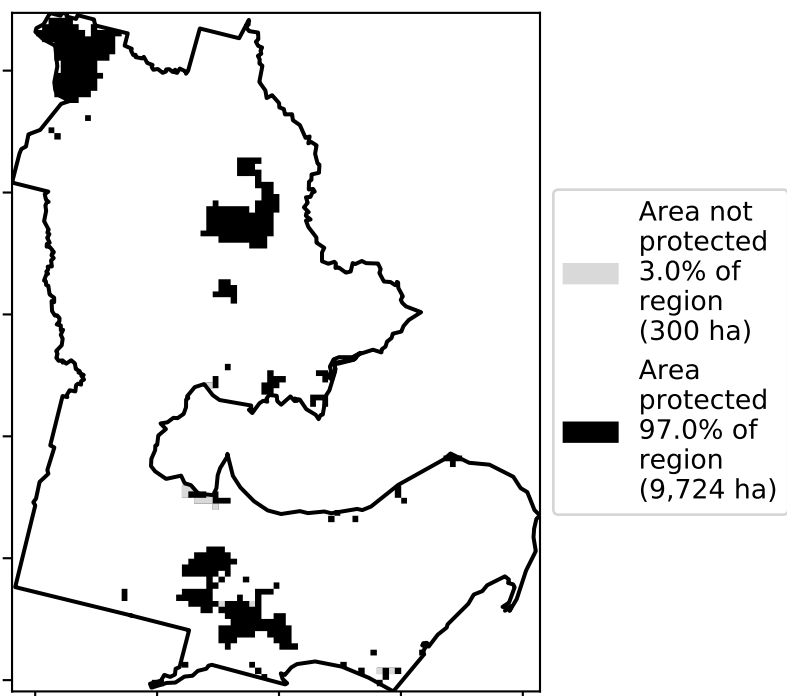 Area not
protected
3.0% of
region
(300 ha)
Area
protected
97.0% of
region
(9,724 ha)